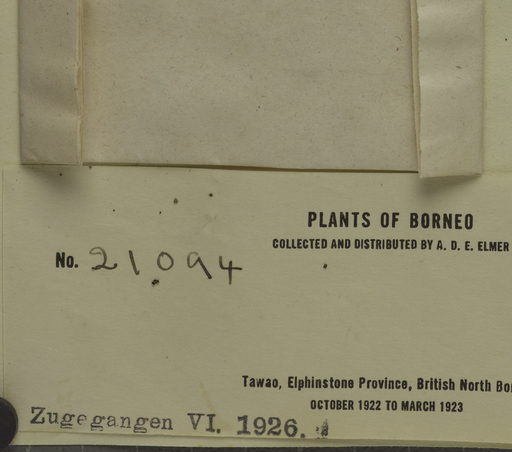 PLANTS OF BORNEO
COLLECTED AND DISTRIBUTED BY A. D. E. ELMER
No. 21094
Tawao, Elphinstone Province, British North Bor
OCTOBER 1922 TO MARCH 1923
Zugegangen VI. 1926.